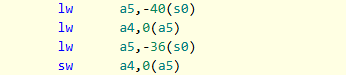 lw a5,-40(s0)
lw a4,0(a5)
lw a5,-36(s0)
sw a4,0(a5)